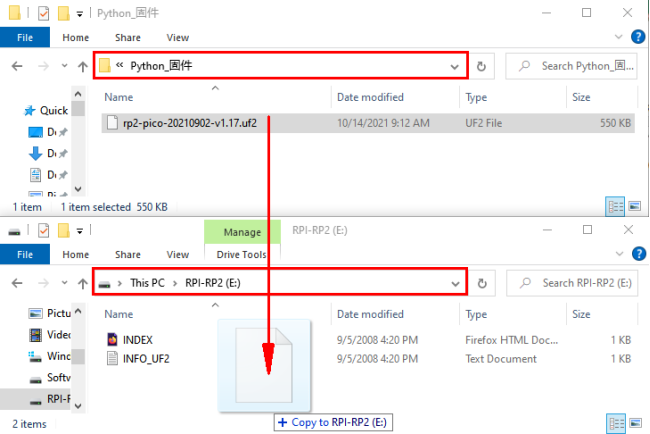 Python_固件
File Home Share View
« Python_固件 Search Python_固...
Name Date modified Type Size
Quick
rp2-pico-20210902-v1.17.uf2 10/14/2021 9:12 AM UF2 File 550 KB
1 item 1 item selected 550 KB
Manage RPI-RP2 (E:)
File Home Share View Drive Tools
This PC > RPI-RP2 (E:) Search RPI-RP2 (E:)
Name Date modified Type Size
Pictu
INDEX 9/5/2008 4:20 PM Firefox HTML Doc... 1 KB
Videc
INFO_UF2 9/5/2008 4:20 PM Text Document 1 KB
Winc
Softv
RPI-F
Copy to RPI-RP2 (E:)
2 items